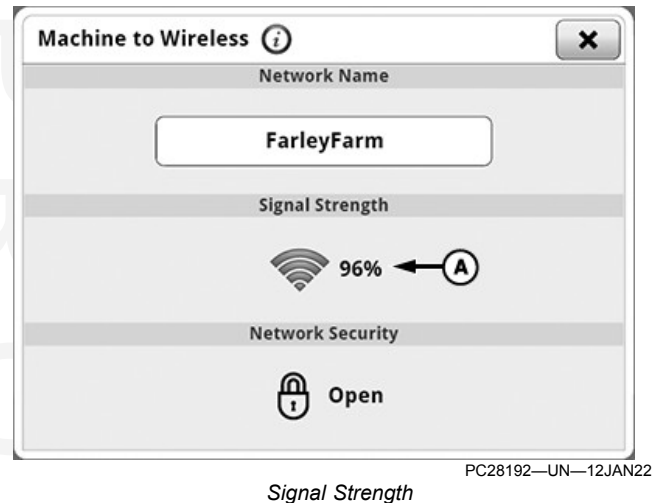 Machine to Wireless i ×
Network Name
FarleyFarm
Signal Strength
96% A
Network Security
Open
PC28192—UN—12JAN22
Signal Strength